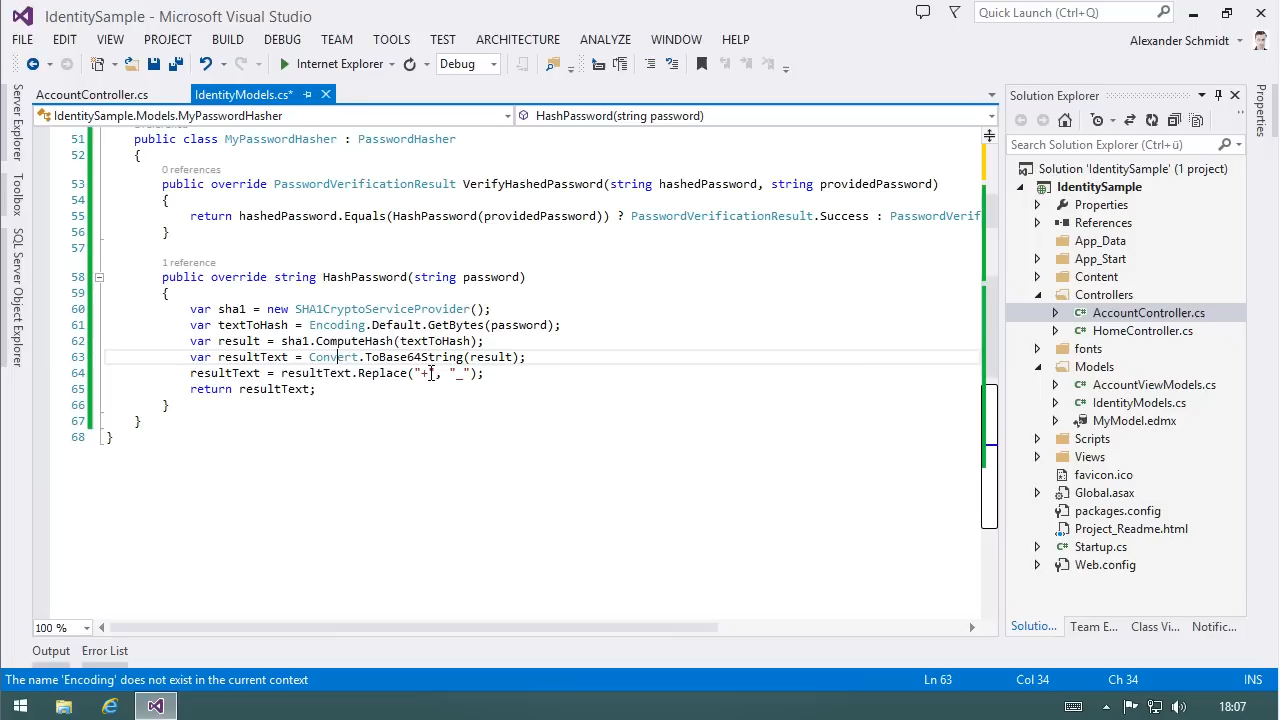 IdentitySample - Microsoft Visual Studio
Quick Launch (Ctrl+Q)
FILE EDIT VIEW PROJECT BUILD DEBUG TEAM TOOLS TEST ARCHITECTURE ANALYZE WINDOW HELP
Alexander Schmidt
Internet Explorer
Debug
Server Explorer
Toolbox
SQL Server Object Explorer
AccountController.cs
IdentityModels.cs*
IdentitySample.Models.MyPasswordHasher
HashPassword(string password)
51 public class MyPasswordHasher : PasswordHasher
52 {
0 references
53 public override PasswordVerificationResult VerifyHashedPassword(string hashedPassword, string providedPassword)
54 {
55 return hashedPassword.Equals(HashPassword(providedPassword)) ? PasswordVerificationResult.Success : PasswordVerif
56 }
57
1 reference
58 public override string HashPassword(string password)
59 {
60 var sha1 = new SHA1CryptoServiceProvider();
61 var textToHash = Encoding.Default.GetBytes(password);
62 var result = sha1.ComputeHash(textToHash);
63 var resultText = Convert.ToBase64String(result);
64 resultText = resultText.Replace("+", "_");
65 return resultText;
66 }
67 }
68 }
100 %
Solution Explorer
Search Solution Explorer (Ctrl+ü)
Solution 'IdentitySample' (1 project)
IdentitySample
Properties
References
App_Data
App_Start
Content
Controllers
AccountController.cs
HomeController.cs
fonts
Models
AccountViewModels.cs
IdentityModels.cs
MyModel.edmx
Scripts
Views
favicon.ico
Global.asax
packages.config
Project_Readme.html
Startup.cs
Web.config
Solutio... Team E... Class Vi... Notific...
Properties
Output Error List
The name 'Encoding' does not exist in the current context
Ln 63 Col 34 Ch 34 INS
18:07